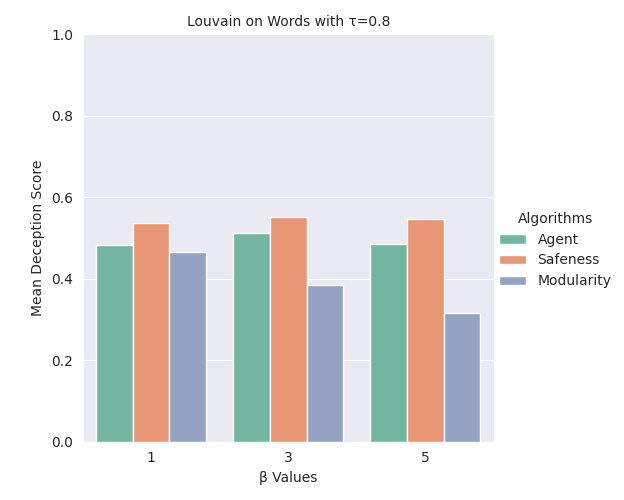 Louvain on Words with τ=0.8
1.0
0.8
0.6
0.4
0.2
0.0
Mean Deception Score
1
3
5
β Values
Algorithms
Agent
Safeness
Modularity